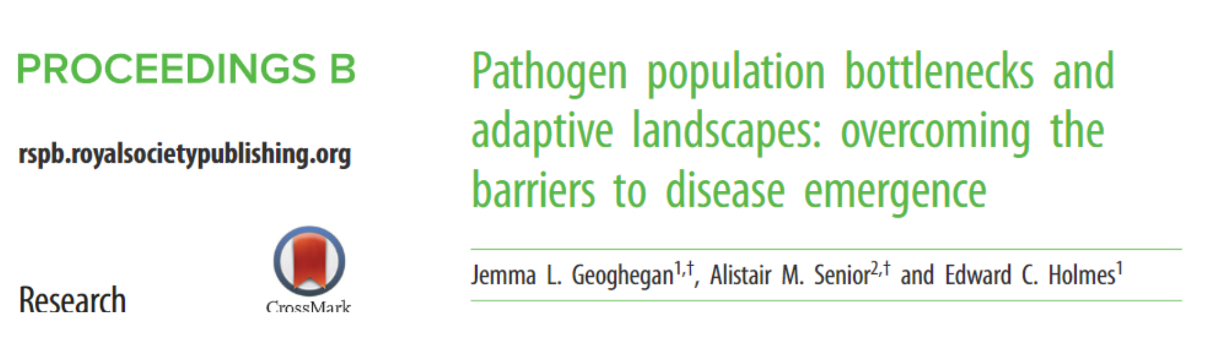 PROCEEDINGS B
rspb.royalsocietypublishing.org
Research
CrossMark
Pathogen population bottlenecks and
adaptive landscapes: overcoming the
barriers to disease emergence
Jemma L. Geoghegan1,†, Alistair M. Senior2,† and Edward C. Holmes1